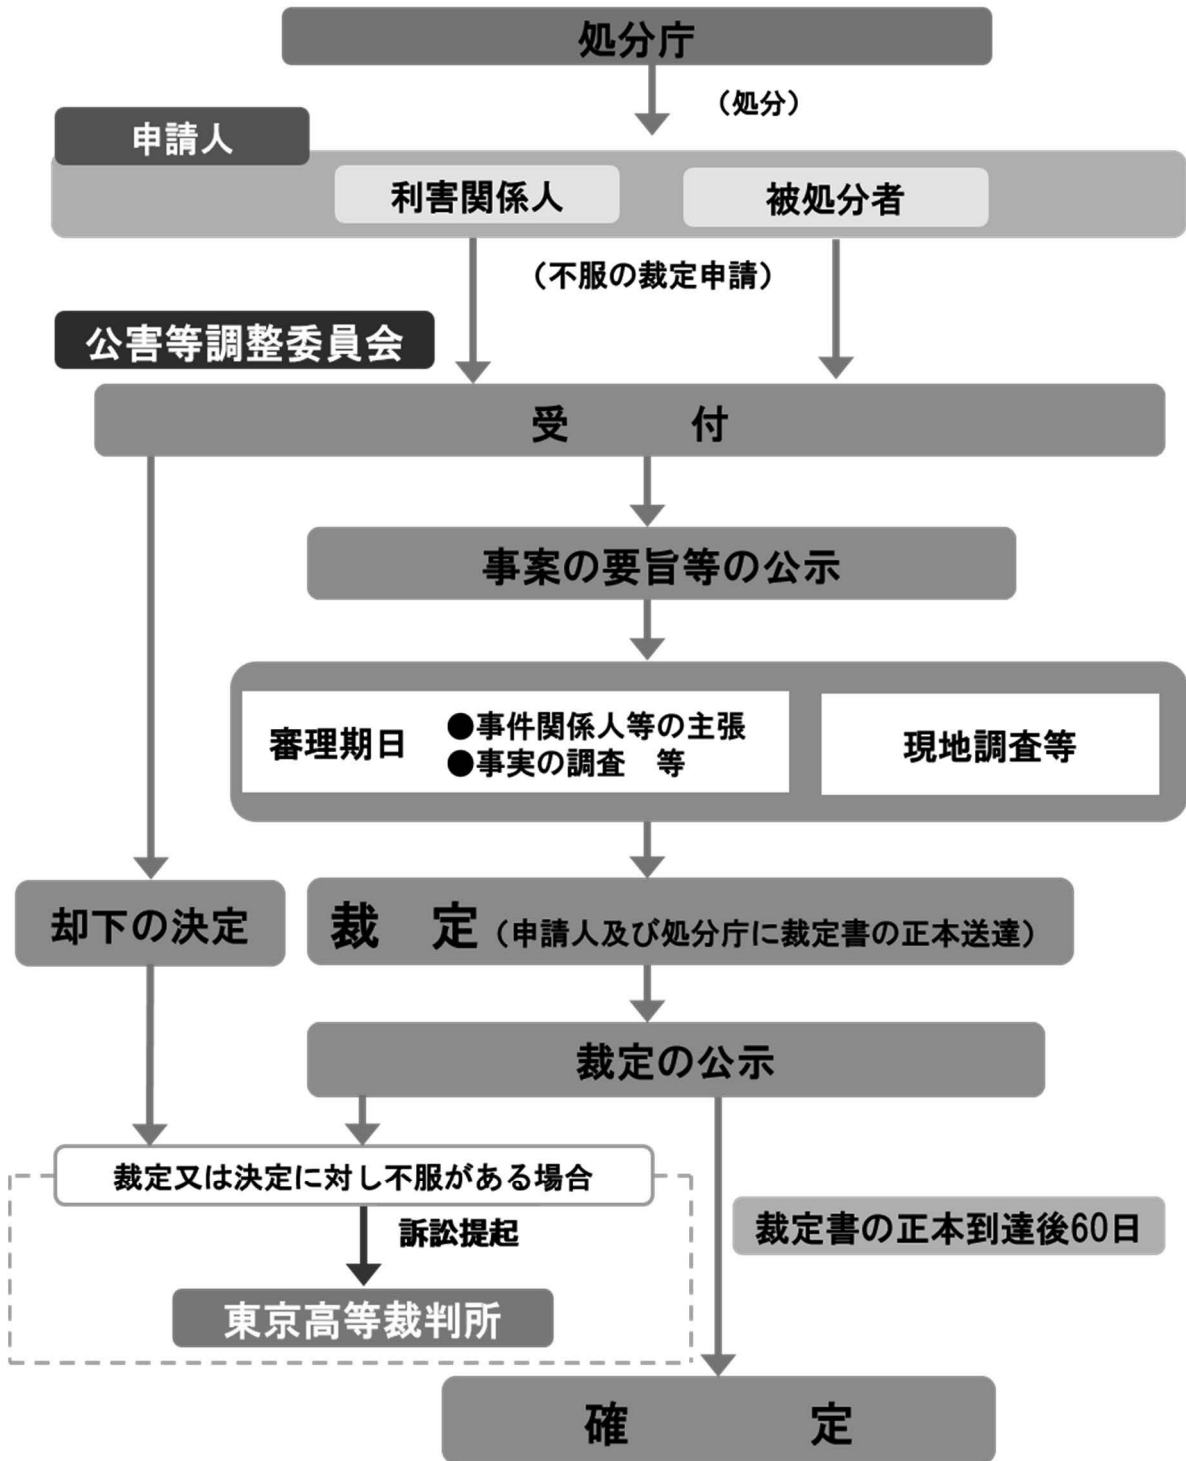 処分庁
（処分）
申請人
利害関係人
被処分者
（不服の裁定申請）
公害等調整委員会
受　付
事案の要旨等の公示
審理期日
●事件関係人等の主張
●事実の調査　等
現地調査等
却下の決定
裁　定（申請人及び処分庁に裁定書の正本送達）
裁定の公示
裁定又は決定に対し不服がある場合
訴訟提起
裁定書の正本到達後60日
東京高等裁判所
確　定